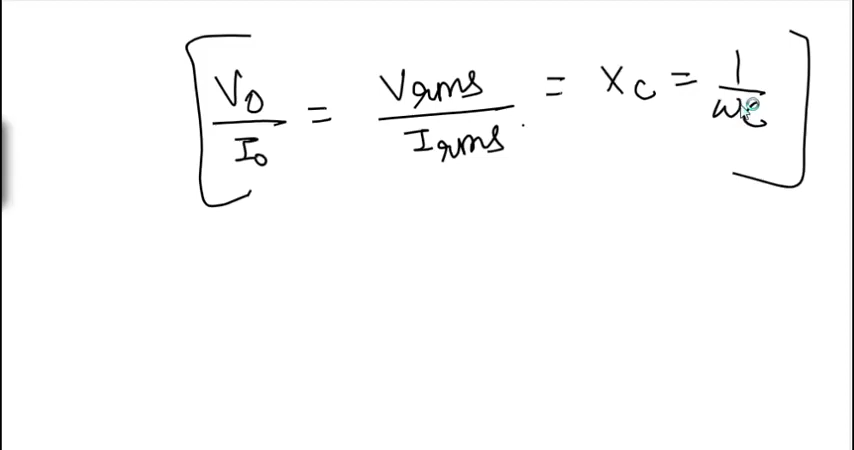 [V₀/I₀ = Vrms/Irms = Xc = 1/ωc]